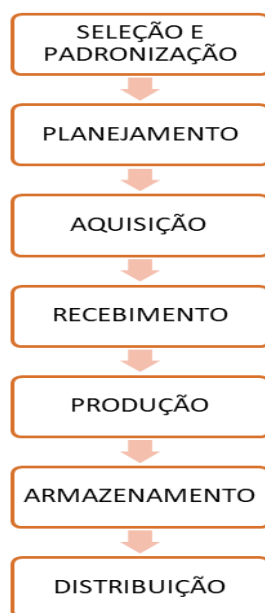 SELEÇÃO E
PADRONIZAÇÃO
PLANEJAMENTO
AQUISIÇÃO
RECEBIMENTO
PRODUÇÃO
ARMAZENAMENTO
DISTRIBUIÇÃO